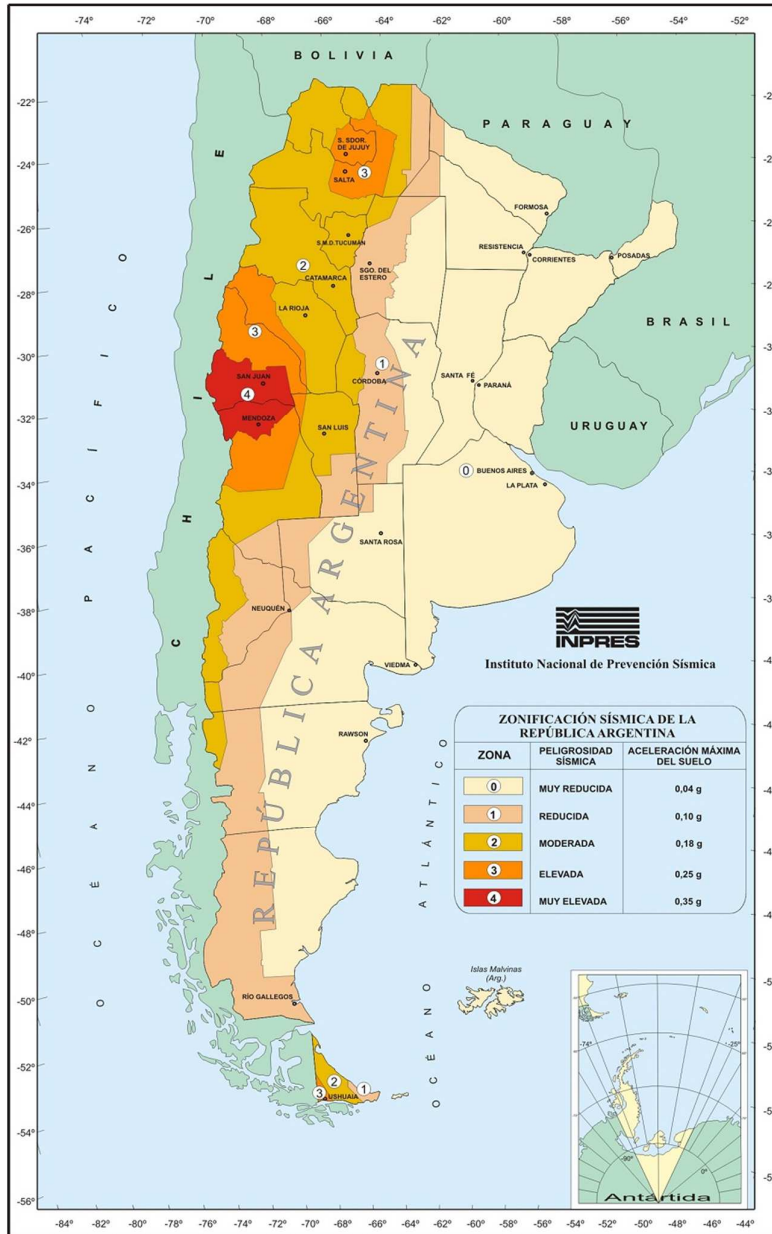 -74° -72° -70° -68° -66° -64° -62° -60° -58° -56° -54° -52°
BOLIVIA
-22°
PARAGUAY
S. SDOR.
DE JUJUY
-24°
3
SALTA
FORMOSA
-26°
S.M.D.TUCUMÁN
RESISTENCIA
CORRIENTES
POSADAS
2
SGO. DEL
ESTERO
CATAMARCA
-28°
LA RIOJA
3
BRASIL
-30°
1
SAN JUAN
CÓRDOBA
SANTA FÉ
PARANÁ
4
-32°
MENDOZA
SAN LUIS
URUGUAY
0
BUENOS AIRES
LA PLATA
-34°
SANTA ROSA
-36°
NEUQUÉN
-38°
VIEDMA
-40°
RAWSON
-42°
-44°
-46°
-48°
RÍO GALLEGOS
-50°
-52°
2
1
3
USHUAIA
-54°
-56°
CHILE
OCÉANO PACÍFICO
REPÚBLICA ARGENTINA
OCÉANO ATLÁNTICO
INPRES
Instituto Nacional de Prevención Sísmica
ZONIFICACIÓN SÍSMICA DE LA
REPÚBLICA ARGENTINA
ZONA PELIGROSIDAD SÍSMICA ACELERACIÓN MÁXIMA DEL SUELO
0 MUY REDUCIDA 0,04 g
1 REDUCIDA 0,10 g
2 MODERADA 0,18 g
3 ELEVADA 0,25 g
4 MUY ELEVADA 0,35 g
Islas Malvinas
(Arg.)
-74°
-25°
-90°
0°
Antártida
-84° -82° -80° -78° -76° -74° -72° -70° -68° -66° -64° -62° -60° -58° -56° -54° -52° -50° -48° -46° -44°